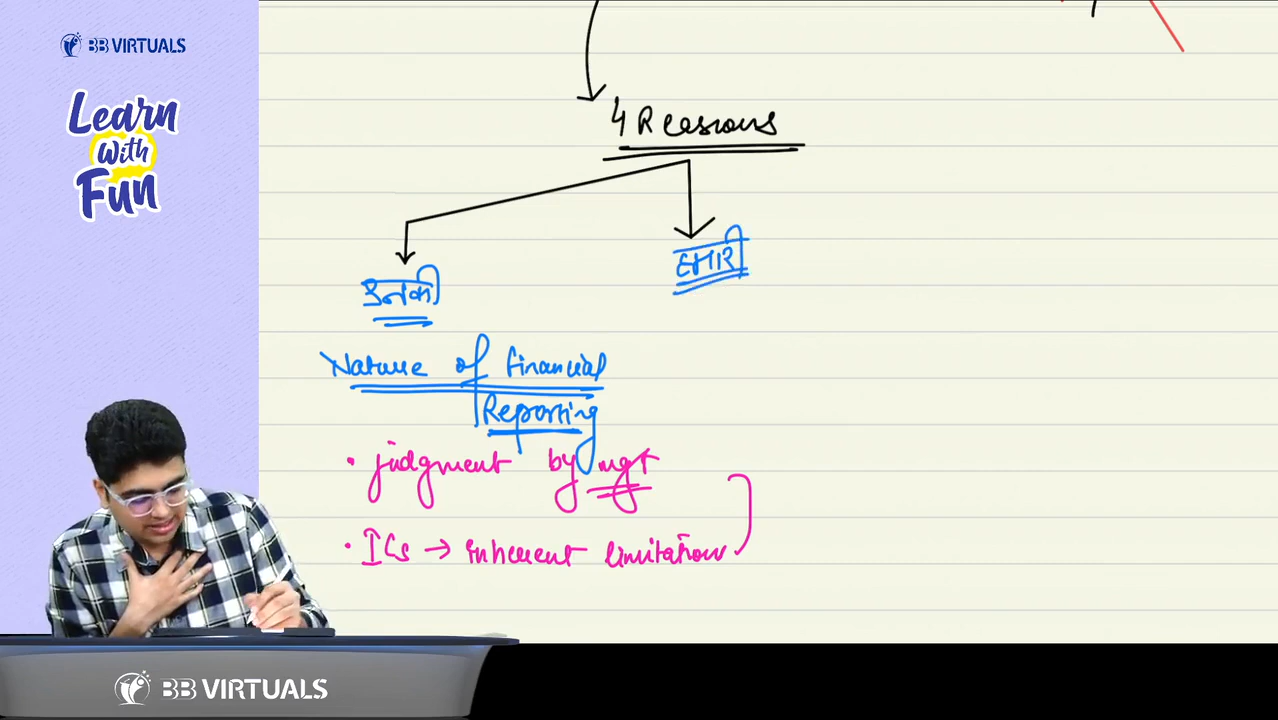 BB VIRTUALS
Learn
with
Fun
4 Reasons
उनकी
हमारी
Nature of financial
Reporting
• judgment by mgt
• ICs → inherent limitation
BB VIRTUALS